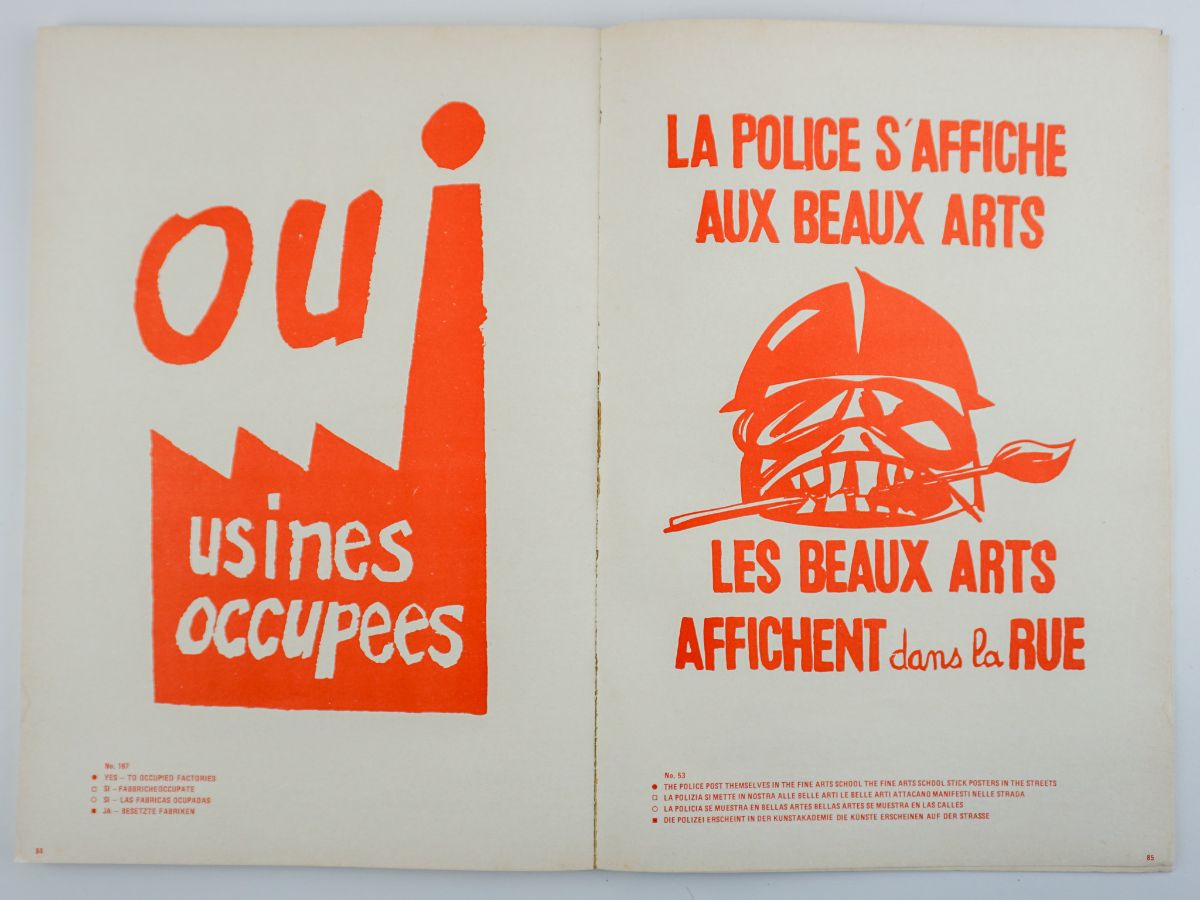 oui
usines
occupees
No. 167
YES – TO OCCUPIED FACTORIES
SI – FABBRICHE OCCUPATE
SI – LAS FABRICAS OCUPADAS
JA – BESETZTE FABRIKEN
84
LA POLICE S'AFFICHE
AUX BEAUX ARTS
LES BEAUX ARTS
AFFICHENT dans la RUE
No. 53
THE POLICE POST THEMSELVES IN THE FINE ARTS SCHOOL THE FINE ARTS SCHOOL STICK POSTERS IN THE STREETS
LA POLIZIA SI METTE IN NOSTRA ALLE BELLE ARTI LE BELLE ARTI ATTACANO MANIFESTI NELLE STRADA
LA POLICIA SE MUESTRA EN BELLAS ARTES BELLAS ARTES SE MUESTRA EN LAS CALLES
DIE POLIZEI ERSCHEINT IN DER KUNSTAKADEMIE DIE KÜNSTE ERSCHEINEN AUF DER STRASSE
85